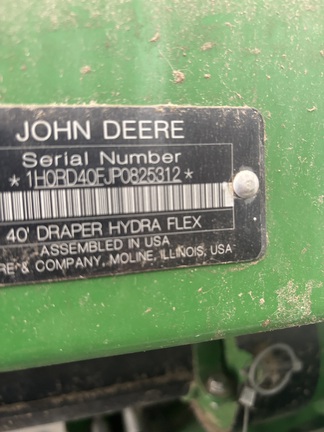 JOHN DEERE
Serial Number
*1H0RD40FJP0825312*
40' DRAPER HYDRA FLEX
ASSEMBLED IN USA
RE & COMPANY, MOLINE, ILLINOIS, USA